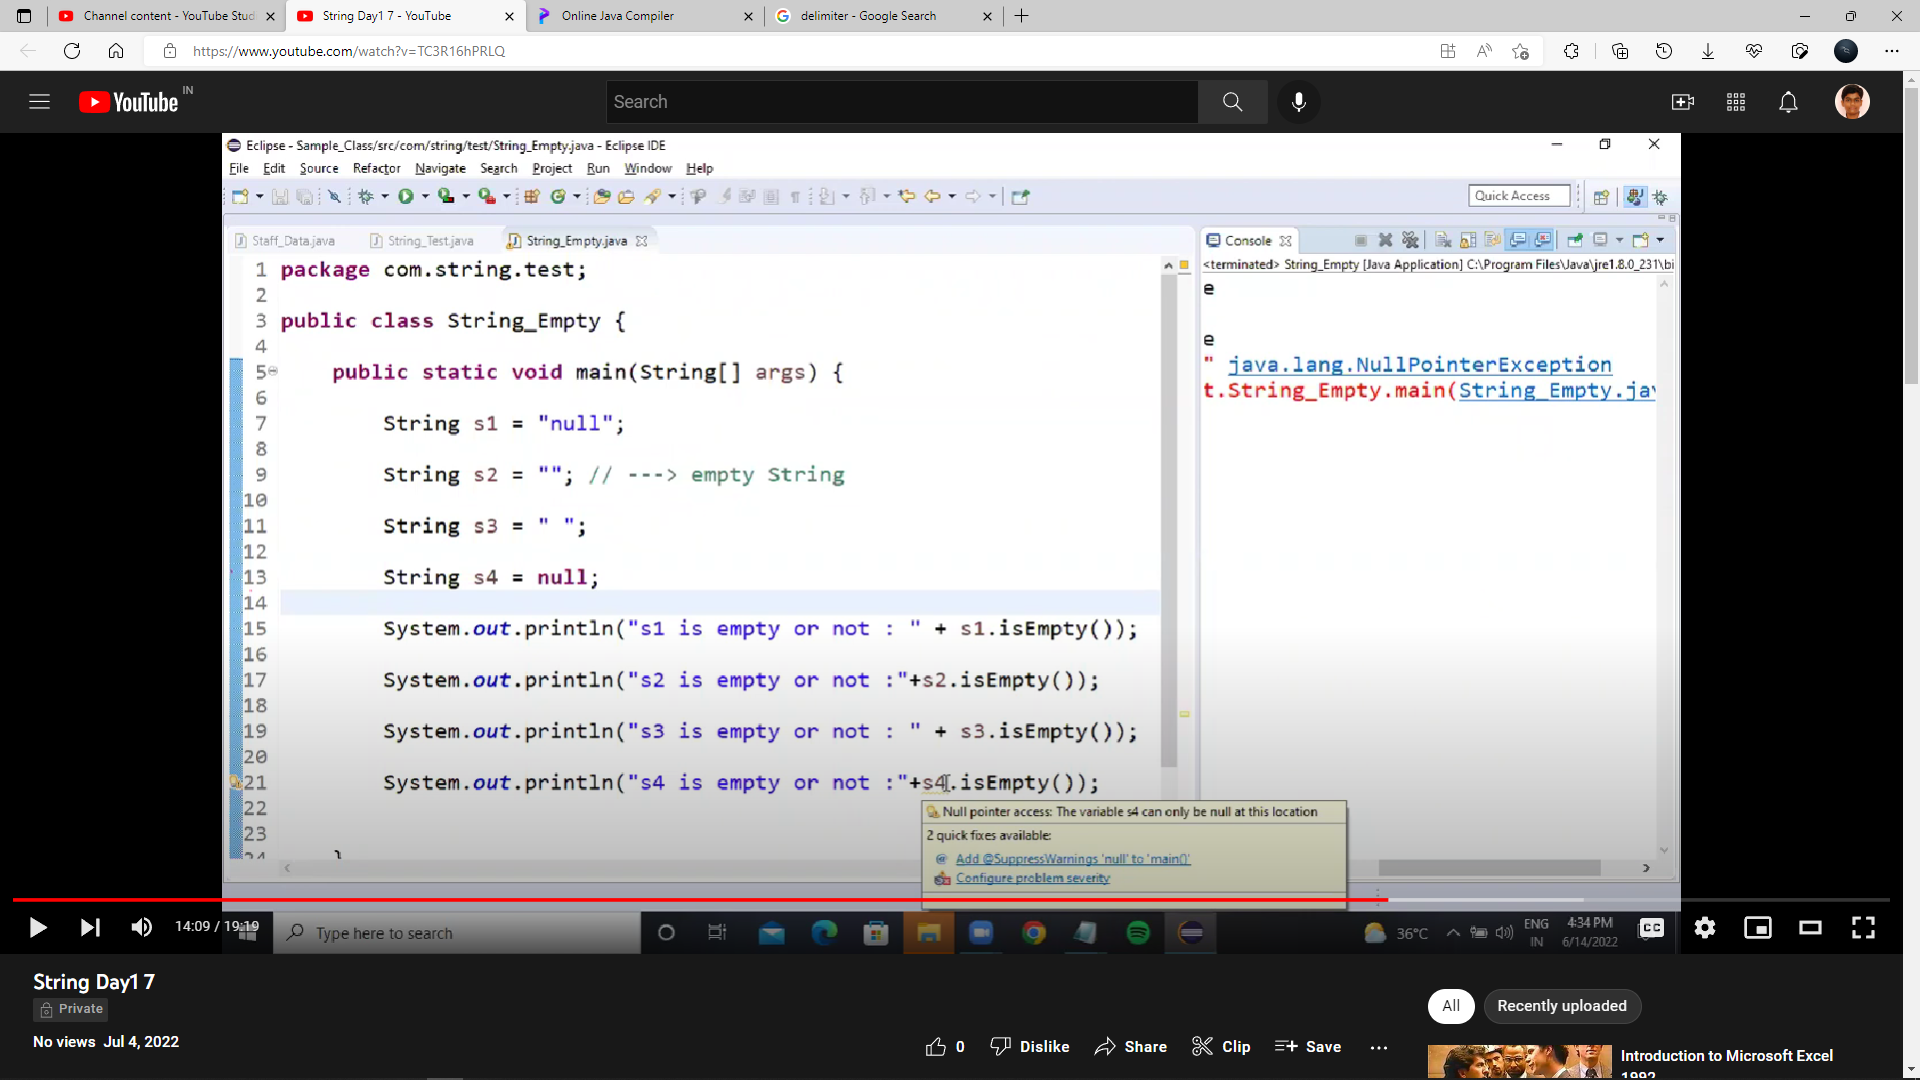 Channel content - YouTube Stud
String Day1 7 - YouTube
Online Java Compiler
delimiter - Google Search
https://www.youtube.com/watch?v=TC3R16hPRLQ
YouTube IN
Search
Eclipse - Sample_Class/src/com/string/test/String_Empty.java - Eclipse IDE
File Edit Source Refactor Navigate Search Project Run Window Help
Quick Access
Staff_Data.java String_Test.java String_Empty.java
Console
<terminated> String_Empty [Java Application] C:\Program Files\Java\jre1.8.0_231\bi
e
e
" java.lang.NullPointerException
t.String_Empty.main(String_Empty.jav
1 package com.string.test;
2
3 public class String_Empty {
4
5 public static void main(String[] args) {
6
7 String s1 = "null";
8
9 String s2 = ""; // ---> empty String
10
11 String s3 = " ";
12
13 String s4 = null;
14
15 System.out.println("s1 is empty or not : " + s1.isEmpty());
16
17 System.out.println("s2 is empty or not :"+s2.isEmpty());
18
19 System.out.println("s3 is empty or not : " + s3.isEmpty());
20
21 System.out.println("s4 is empty or not :"+s4.isEmpty());
22
23
24 }
Null pointer access: The variable s4 can only be null at this location
2 quick fixes available:
Add @SuppressWarnings 'null' to 'main()'
Configure problem severity
14:09 / 19:19
Type here to search
36°C
ENG
IN
4:34 PM
6/14/2022
CC
String Day1 7
Private
No views Jul 4, 2022
0 Dislike Share Clip Save
All Recently uploaded
Introduction to Microsoft Excel
1992